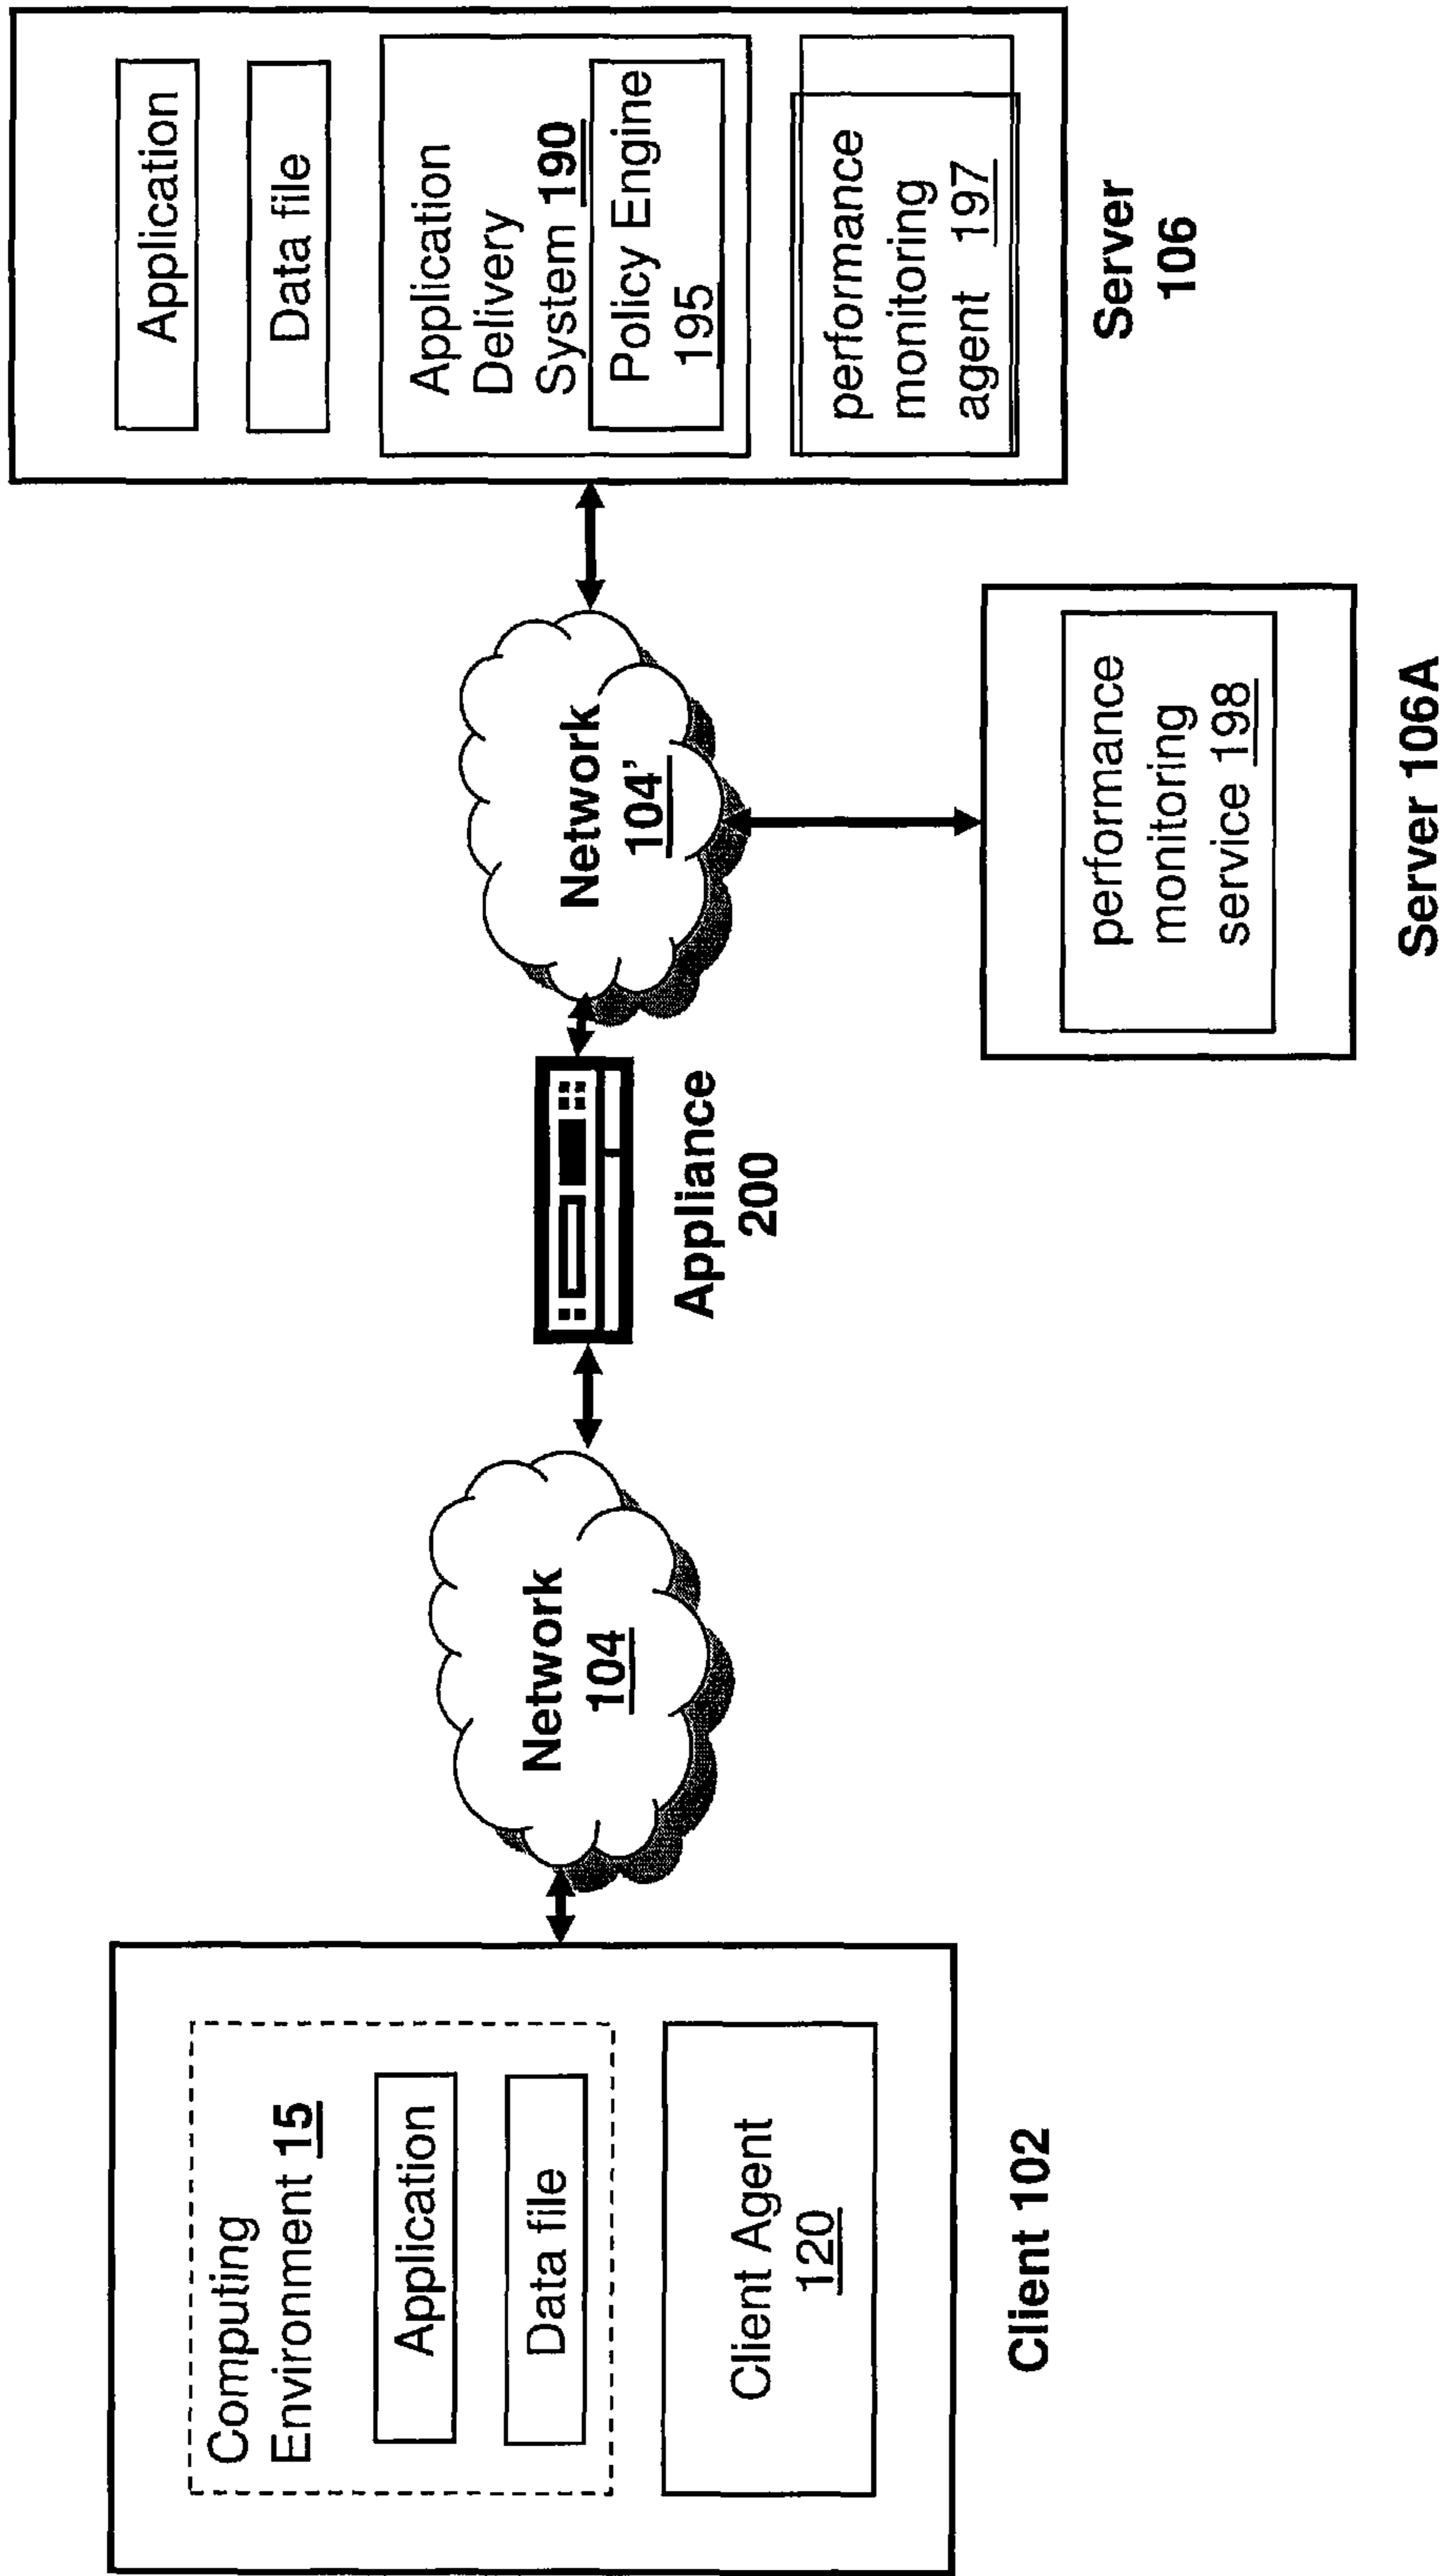 Computing
Environment 15
Application
Data file
Client Agent
120
Client 102
Network
104
Appliance
200
Network
104'
Application
Data file
Application
Delivery
System 190
Policy Engine
195
performance
monitoring
agent 197
Server
106
performance
monitoring
service 198
Server 106A